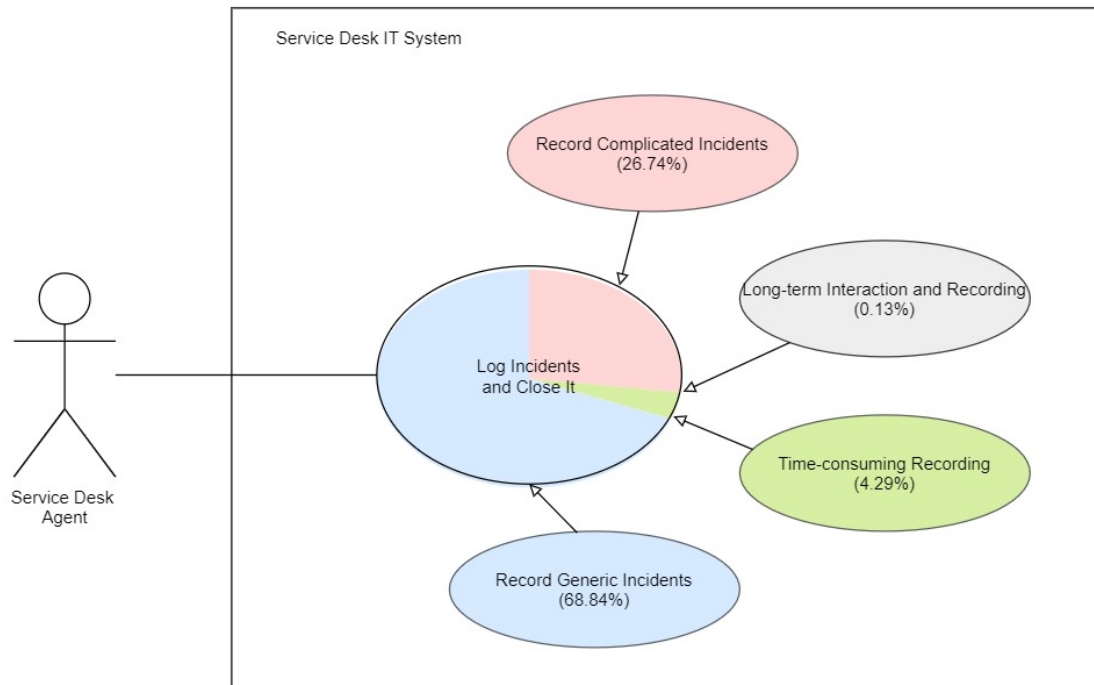 Service Desk IT System
Record Complicated Incidents
(26.74%)
Long-term Interaction and Recording
(0.13%)
Log Incidents
and Close It
Time-consuming Recording
(4.29%)
Service Desk
Agent
Record Generic Incidents
(68.84%)